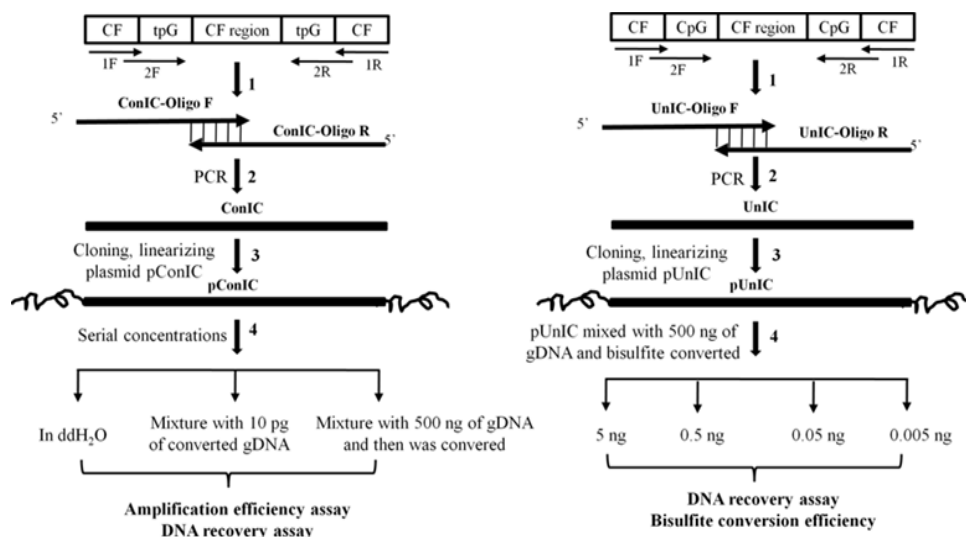 CF tpG CF region tpG CF
1F 2F 2R 1R
1
ConIC-Oligo F
5’
ConIC-Oligo R
5’
PCR 2
ConIC
Cloning, linearizing
plasmid pConIC
3
pConIC
Serial concentrations
4
In ddH₂O
Mixture with 10 pg
of converted gDNA
Mixture with 500 ng of gDNA
and then was convered
Amplification efficiency assay
DNA recovery assay
CF CpG CF region CpG CF
1F 2F 2R 1R
1
UnIC-Oligo F
5’
UnIC-Oligo R
5’
PCR 2
UnIC
Cloning, linearizing
plasmid pUnIC
3
pUnIC
pUnIC mixed with 500 ng of
gDNA and bisulfite converted
4
5 ng 0.5 ng 0.05 ng 0.005 ng
DNA recovery assay
Bisulfite conversion efficiency